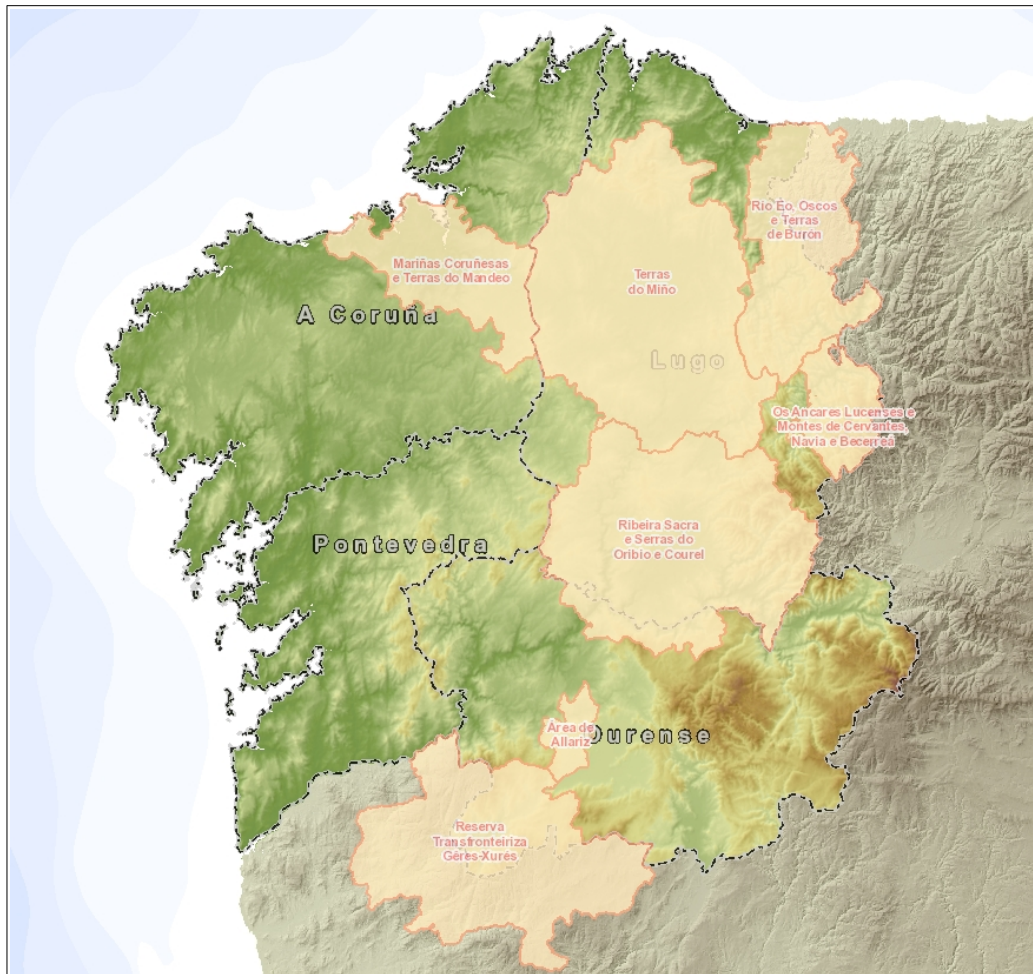 Río Eo, Oscos
e Terras
de Burón
Mariñas Coruñesas
e Terras do Mandeo
Terras
do Miño
A Coruña
Lugo
Os Ancares Lucenses e
Montes de Cervantes,
Navia e Becerreá
Ribeira Sacra
e Serras do
Oribio e Courel
Pontevedra
Área de
Allariz
Ourense
Reserva
Transfronteiriza
Gêres-Xurés